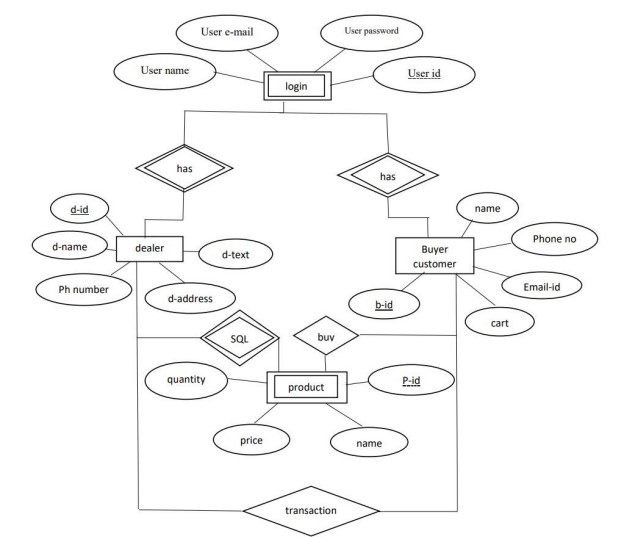 User e-mail
User password
User name
User id
login
has
has
d-id
name
d-name
dealer
d-text
Buyer
customer
Phone no
Ph number
d-address
Email-id
b-id
cart
SQL
buv
quantity
product
P-id
price
name
transaction